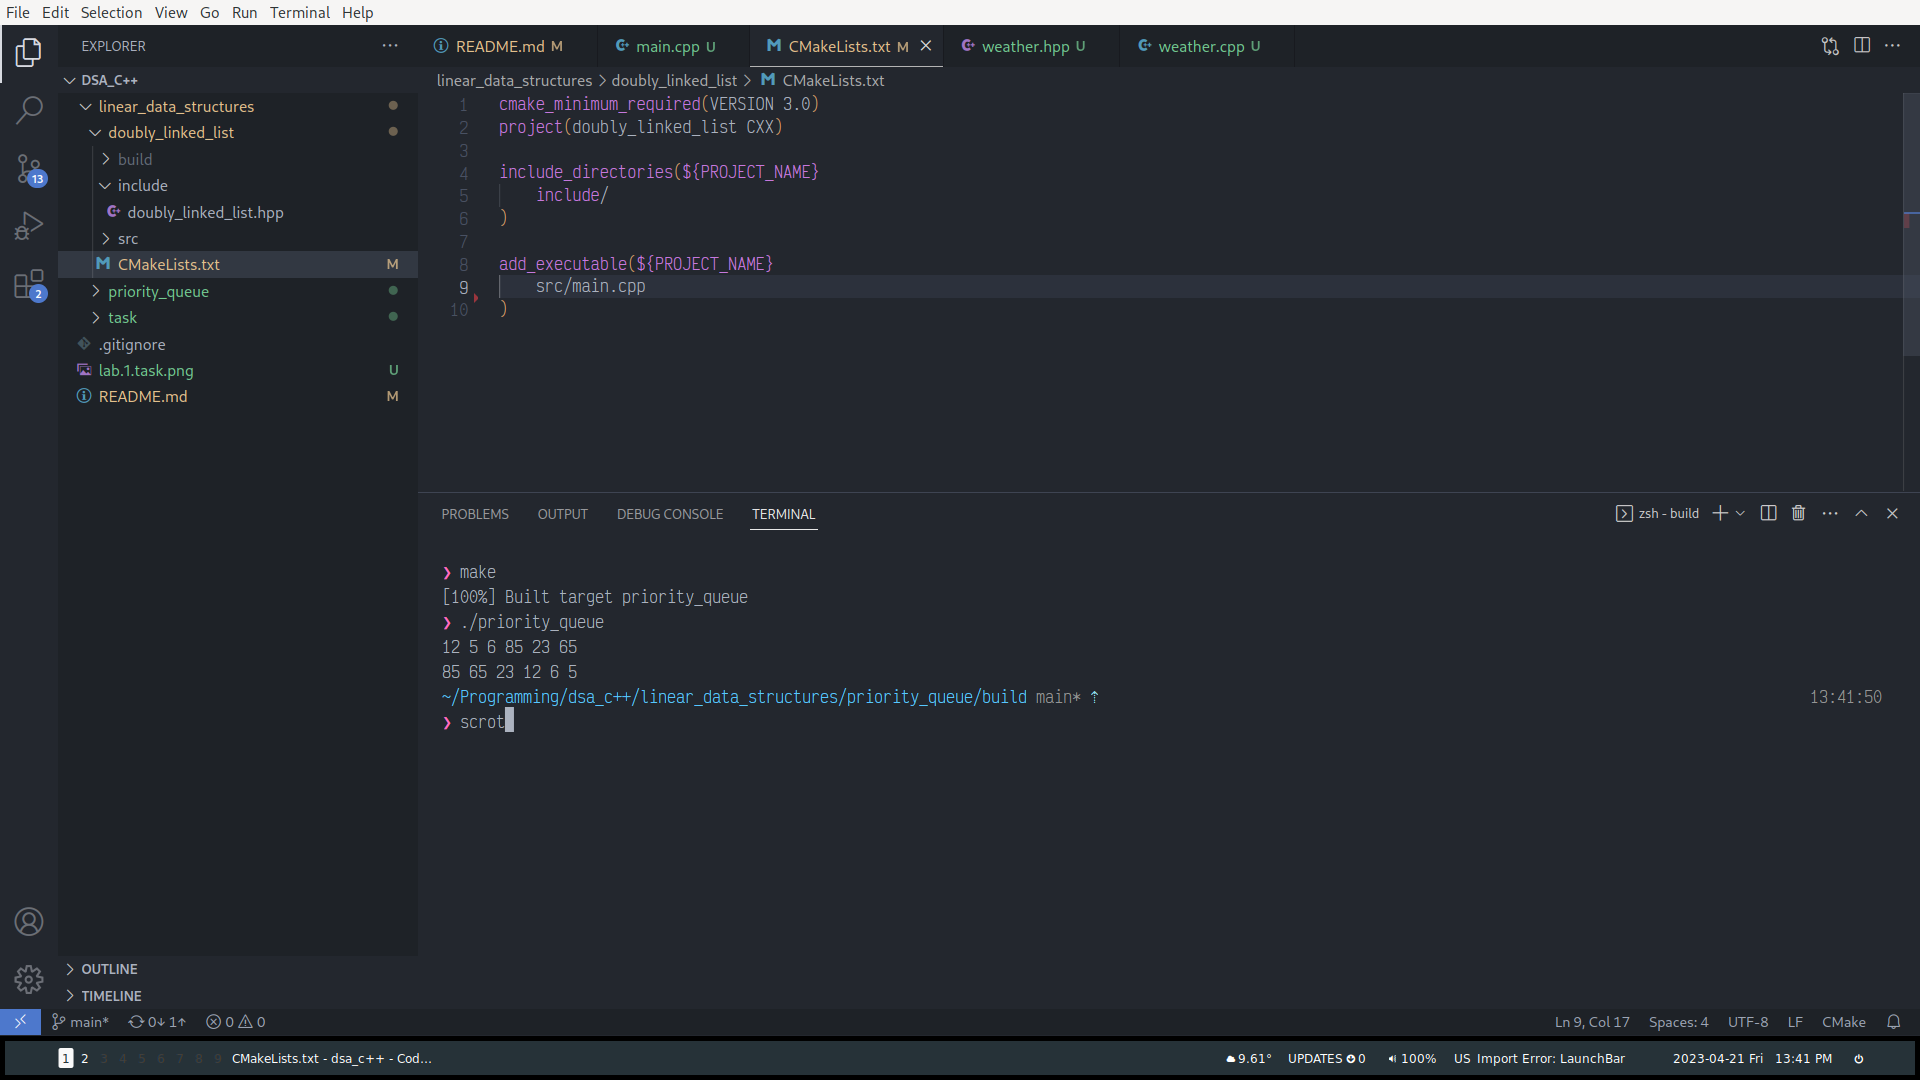 File Edit Selection View Go Run Terminal Help
EXPLORER
README.md M
main.cpp U
CMakeLists.txt M
weather.hpp U
weather.cpp U
DSA_C++
linear_data_structures
doubly_linked_list
build
include
doubly_linked_list.hpp
src
CMakeLists.txt M
priority_queue
task
.gitignore
lab.1.task.png U
README.md M
13
2
OUTLINE
TIMELINE
linear_data_structures > doubly_linked_list > CMakeLists.txt
1 cmake_minimum_required(VERSION 3.0)
2 project(doubly_linked_list CXX)
3
4 include_directories(${PROJECT_NAME}
5 include/
6 )
7
8 add_executable(${PROJECT_NAME}
9 src/main.cpp
10 )
PROBLEMS OUTPUT DEBUG CONSOLE TERMINAL
zsh - build
❯ make
[100%] Built target priority_queue
❯ ./priority_queue
12 5 6 85 23 65
85 65 23 12 6 5
~/Programming/dsa_c++/linear_data_structures/priority_queue/build main* ⇡ 13:41:50
❯ scrot
main* 0↓ 1↑ 0 0
Ln 9, Col 17 Spaces: 4 UTF-8 LF CMake
1 2 3 4 5 6 7 8 9 CMakeLists.txt - dsa_c++ - Cod...
9.61° UPDATES 0 100% US Import Error: LaunchBar 2023-04-21 Fri 13:41 PM